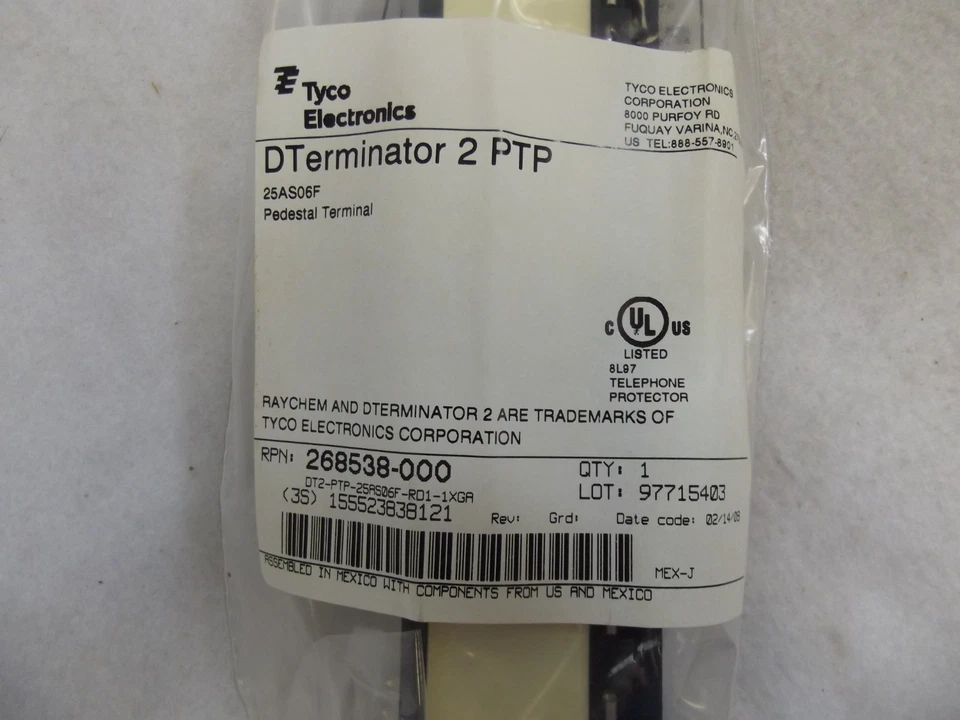 Tyco
Electronics
TYCO ELECTRONICS
CORPORATION
8000 PURFOY RD
FUQUAY VARINA, NC
US TEL:888-557-8901
DTerminator 2 PTP
25AS06F
Pedestal Terminal
C UL US
LISTED
8L97
TELEPHONE
PROTECTOR
RAYCHEM AND DTERMINATOR 2 ARE TRADEMARKS OF
TYCO ELECTRONICS CORPORATION
RPN: 268538-000
QTY: 1
DT2-PTP-25AS06F-RD1-1XGA
LOT: 97715403
(3S) 155523838121
Rev: Grd: Date code: 02/14/09
MEX-J
ASSEMBLED IN MEXICO WITH COMPONENTS FROM US AND MEXICO